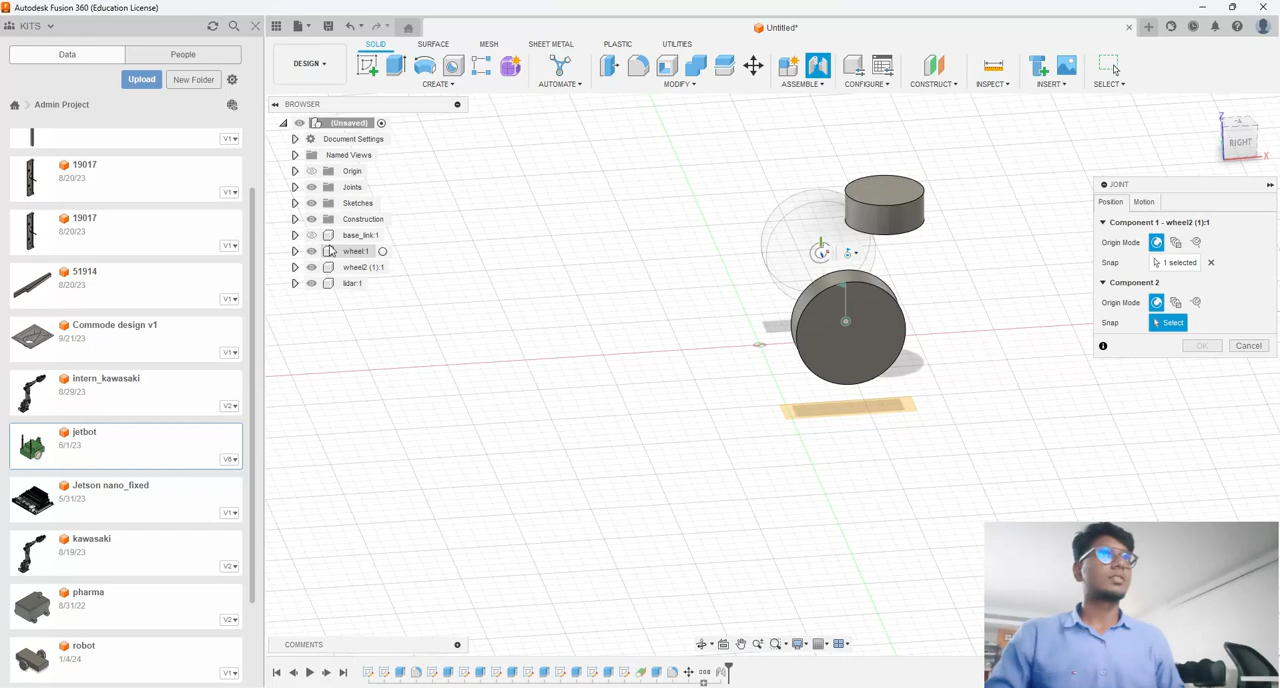 Autodesk Fusion 360 (Education License)
KITS
Untitled*
Data
People
SOLID
SURFACE
MESH
SHEET METAL
PLASTIC
UTILITIES
DESIGN
CREATE
AUTOMATE
MODIFY
ASSEMBLE
CONFIGURE
CONSTRUCT
INSPECT
INSERT
SELECT
Upload
New Folder
Admin Project
V1
19017
8/20/23
V1
19017
8/20/23
V1
51914
8/20/23
V1
Commode design v1
9/21/23
V1
intern_kawasaki
8/29/23
V2
jetbot
6/1/23
V6
Jetson nano_fixed
5/31/23
V1
kawasaki
8/19/23
V2
pharma
8/31/22
V2
robot
1/4/24
V1
BROWSER
(Unsaved)
Document Settings
Named Views
Origin
Joints
Sketches
Construction
base_link:1
wheel:1
wheel2 (1):1
lidar:1
Z
RIGHT
X
JOINT
Position
Motion
Component 1 - wheel2 (1):1
Origin Mode
Snap
1 selected
Component 2
Origin Mode
Snap
Select
OK
Cancel
COMMENTS